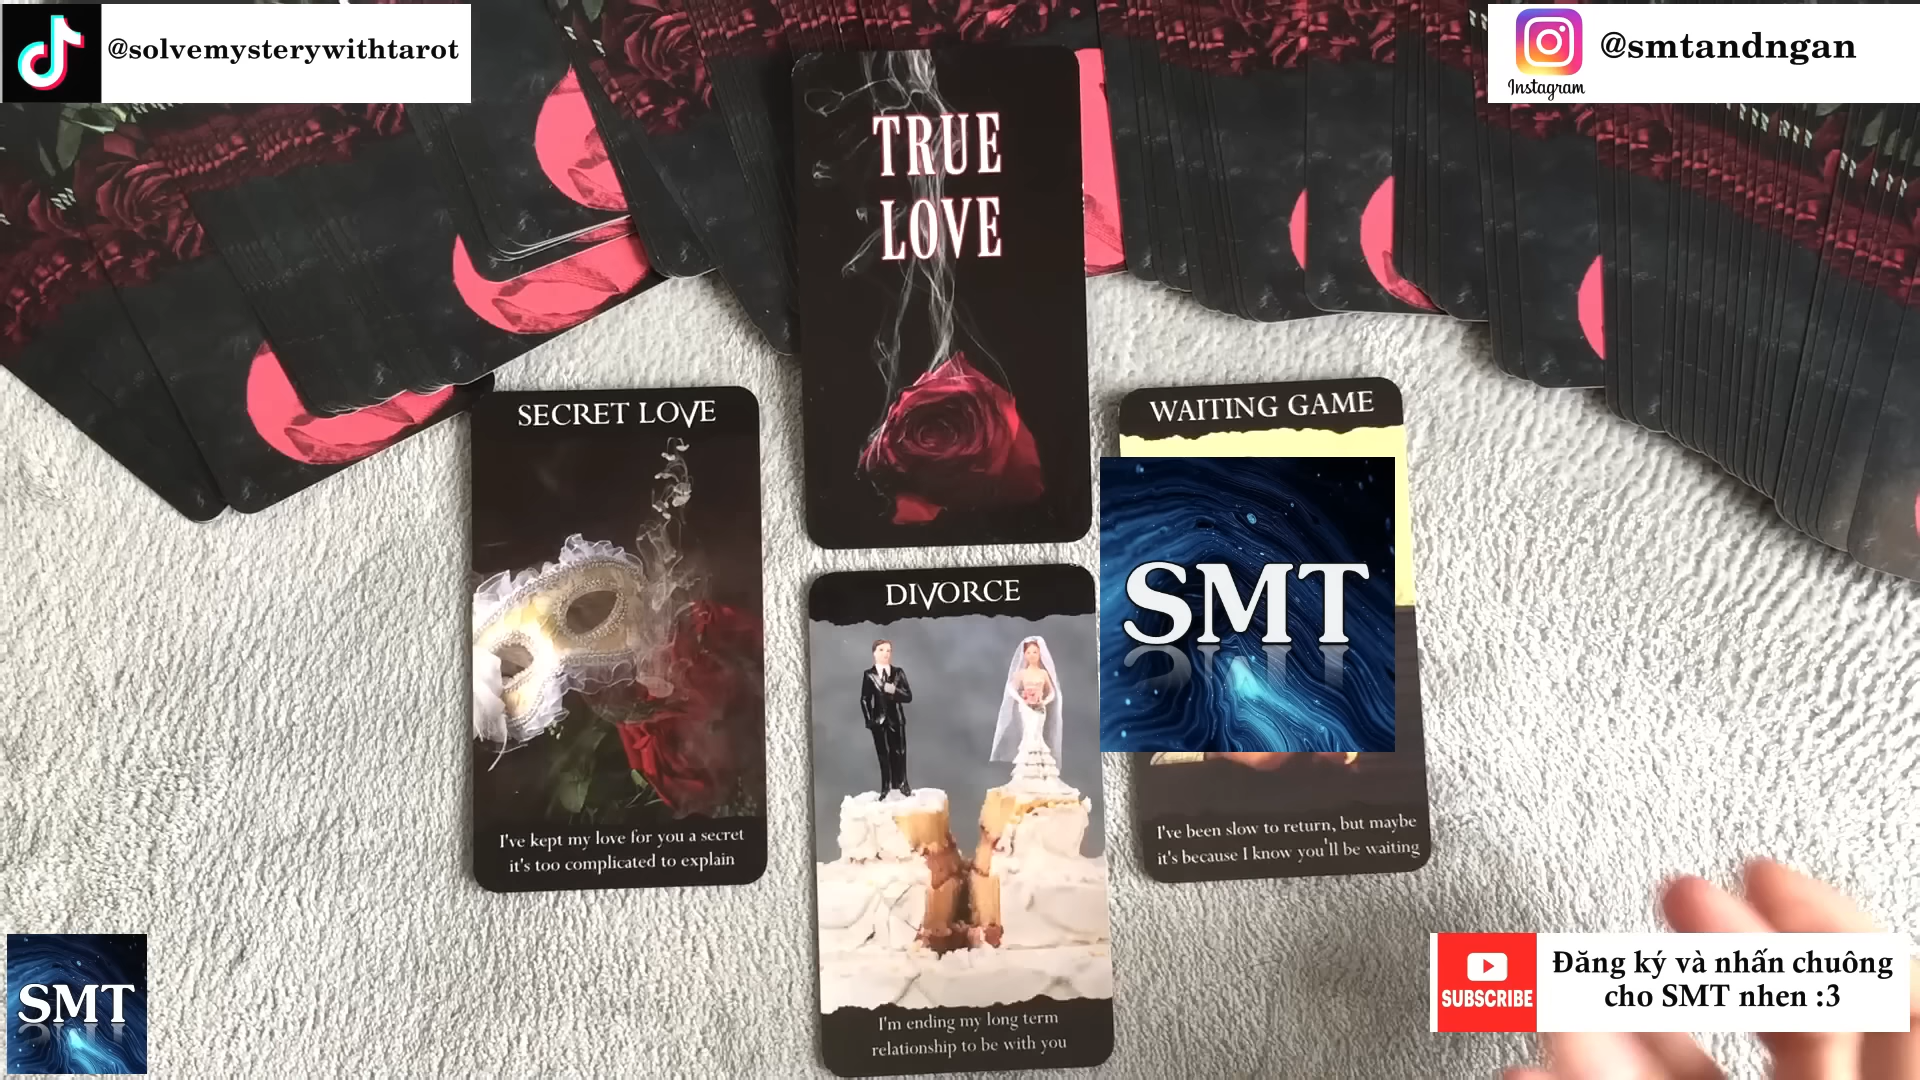 @solvemysterywithtarot
Instagram
@smtandngan
TRUE
LOVE
SECRET LOVE
I've kept my love for you a secret
it's too complicated to explain
DIVORCE
I'm ending my long term
relationship to be with you
WAITING GAME
SMT
I've been slow to return, but maybe
it's because I know you'll be waiting
SMT
SUBSCRIBE
Đăng ký và nhấn chuông
cho SMT nhen :3